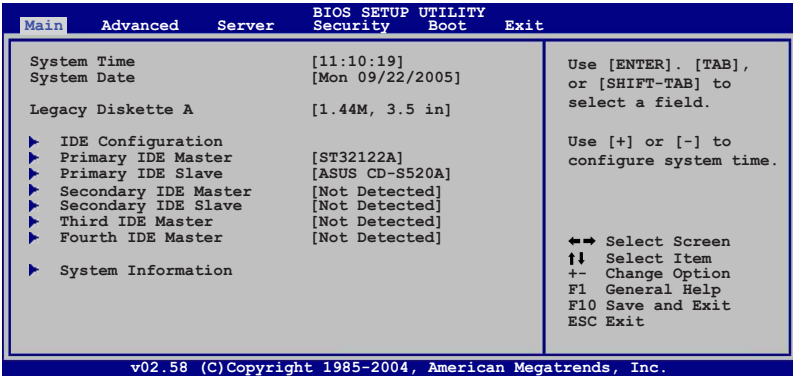 BIOS SETUP UTILITY
Main Advanced Server Security Boot Exit
System Time [11:10:19]
System Date [Mon 09/22/2005]
Legacy Diskette A [1.44M, 3.5 in]
IDE Configuration
Primary IDE Master [ST32122A]
Primary IDE Slave [ASUS CD-S520A]
Secondary IDE Master [Not Detected]
Secondary IDE Slave [Not Detected]
Third IDE Master [Not Detected]
Fourth IDE Master [Not Detected]
System Information
Use [ENTER]. [TAB],
or [SHIFT-TAB] to
select a field.
Use [+] or [-] to
configure system time.
Select Screen
Select Item
+- Change Option
F1 General Help
F10 Save and Exit
ESC Exit
v02.58 (C)Copyright 1985-2004, American Megatrends, Inc.